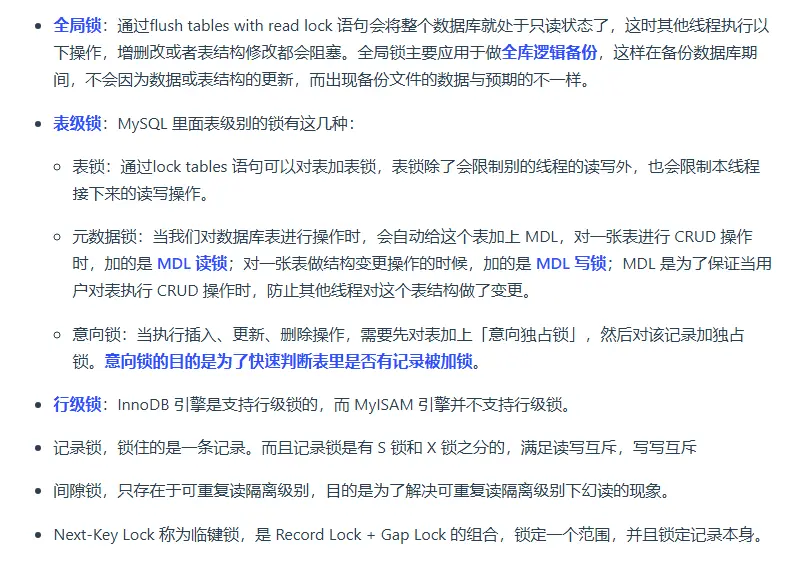 全局锁：通过flush tables with read lock 语句会将整个数据库就处于只读状态了，这时其他线程执行以
下操作，增删改或者表结构修改都会阻塞。全局锁主要应用于做全库逻辑备份，这样在备份数据库期
间，不会因为数据或表结构的更新，而出现备份文件的数据与预期的不一样。
表级锁：MySQL 里面表级别的锁有这几种：
表锁：通过lock tables 语句可以对表加表锁，表锁除了会限制别的线程的读写外，也会限制本线程
接下来的读写操作。
元数据锁：当我们对数据库表进行操作时，会自动给这个表加上 MDL，对一张表进行 CRUD 操作
时，加的是 MDL 读锁；对一张表做结构变更操作的时候，加的是 MDL 写锁；MDL 是为了保证当用
户对表执行 CRUD 操作时，防止其他线程对这个表结构做了变更。
意向锁：当执行插入、更新、删除操作，需要先对表加上「意向独占锁」，然后对该记录加独占
锁。意向锁的目的是为了快速判断表里是否有记录被加锁。
行级锁：InnoDB 引擎是支持行级锁的，而 MyISAM 引擎并不支持行级锁。
记录锁，锁住的是一条记录。而且记录锁是有 S 锁和 X 锁之分的，满足读写互斥，写写互斥
间隙锁，只存在于可重复读隔离级别，目的是为了解决可重复读隔离级别下幻读的现象。
Next-Key Lock 称为临键锁，是 Record Lock + Gap Lock 的组合，锁定一个范围，并且锁定记录本身。